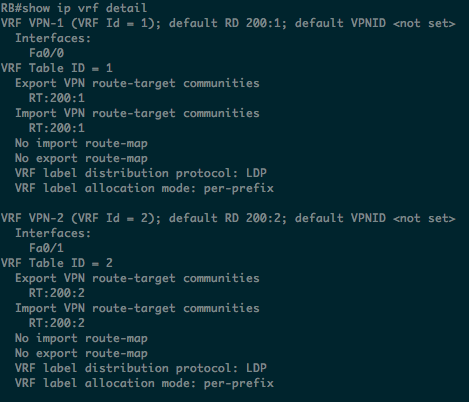 RB#show ip vrf detail
VRF VPN-1 (VRF Id = 1); default RD 200:1; default VPNID <not set>
  Interfaces:
    Fa0/0
VRF Table ID = 1
  Export VPN route-target communities
    RT:200:1
  Import VPN route-target communities
    RT:200:1
  No import route-map
  No export route-map
  VRF label distribution protocol: LDP
  VRF label allocation mode: per-prefix

VRF VPN-2 (VRF Id = 2); default RD 200:2; default VPNID <not set>
  Interfaces:
    Fa0/1
VRF Table ID = 2
  Export VPN route-target communities
    RT:200:2
  Import VPN route-target communities
    RT:200:2
  No import route-map
  No export route-map
  VRF label distribution protocol: LDP
  VRF label allocation mode: per-prefix